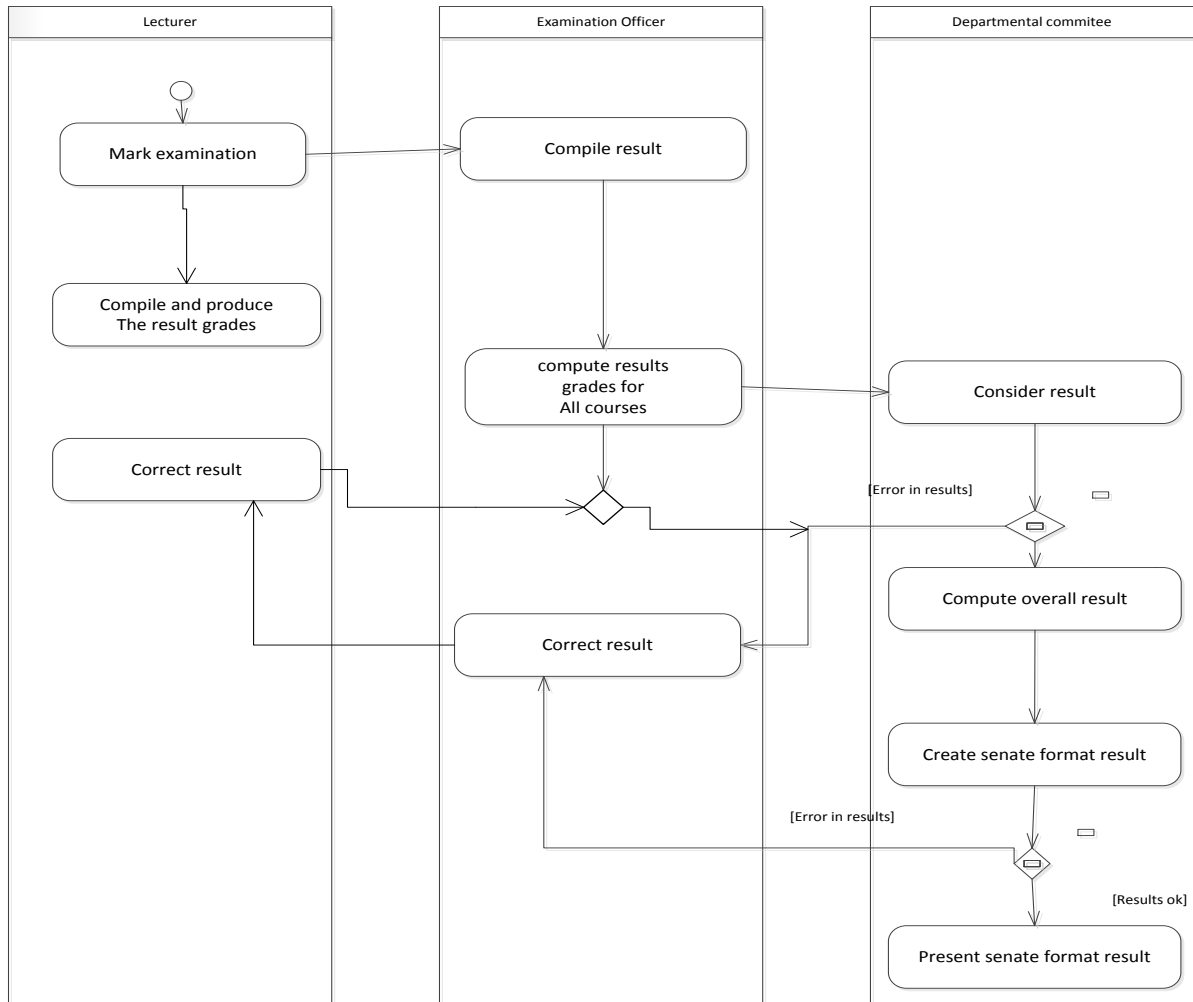 Lecturer
Examination Officer
Departmental commitee
Mark examination
Compile result
Compile and produce
The result grades
compute results
grades for
All courses
Consider result
Correct result
[Error in results]
Compute overall result
Correct result
Create senate format result
[Error in results]
[Results ok]
Present senate format result